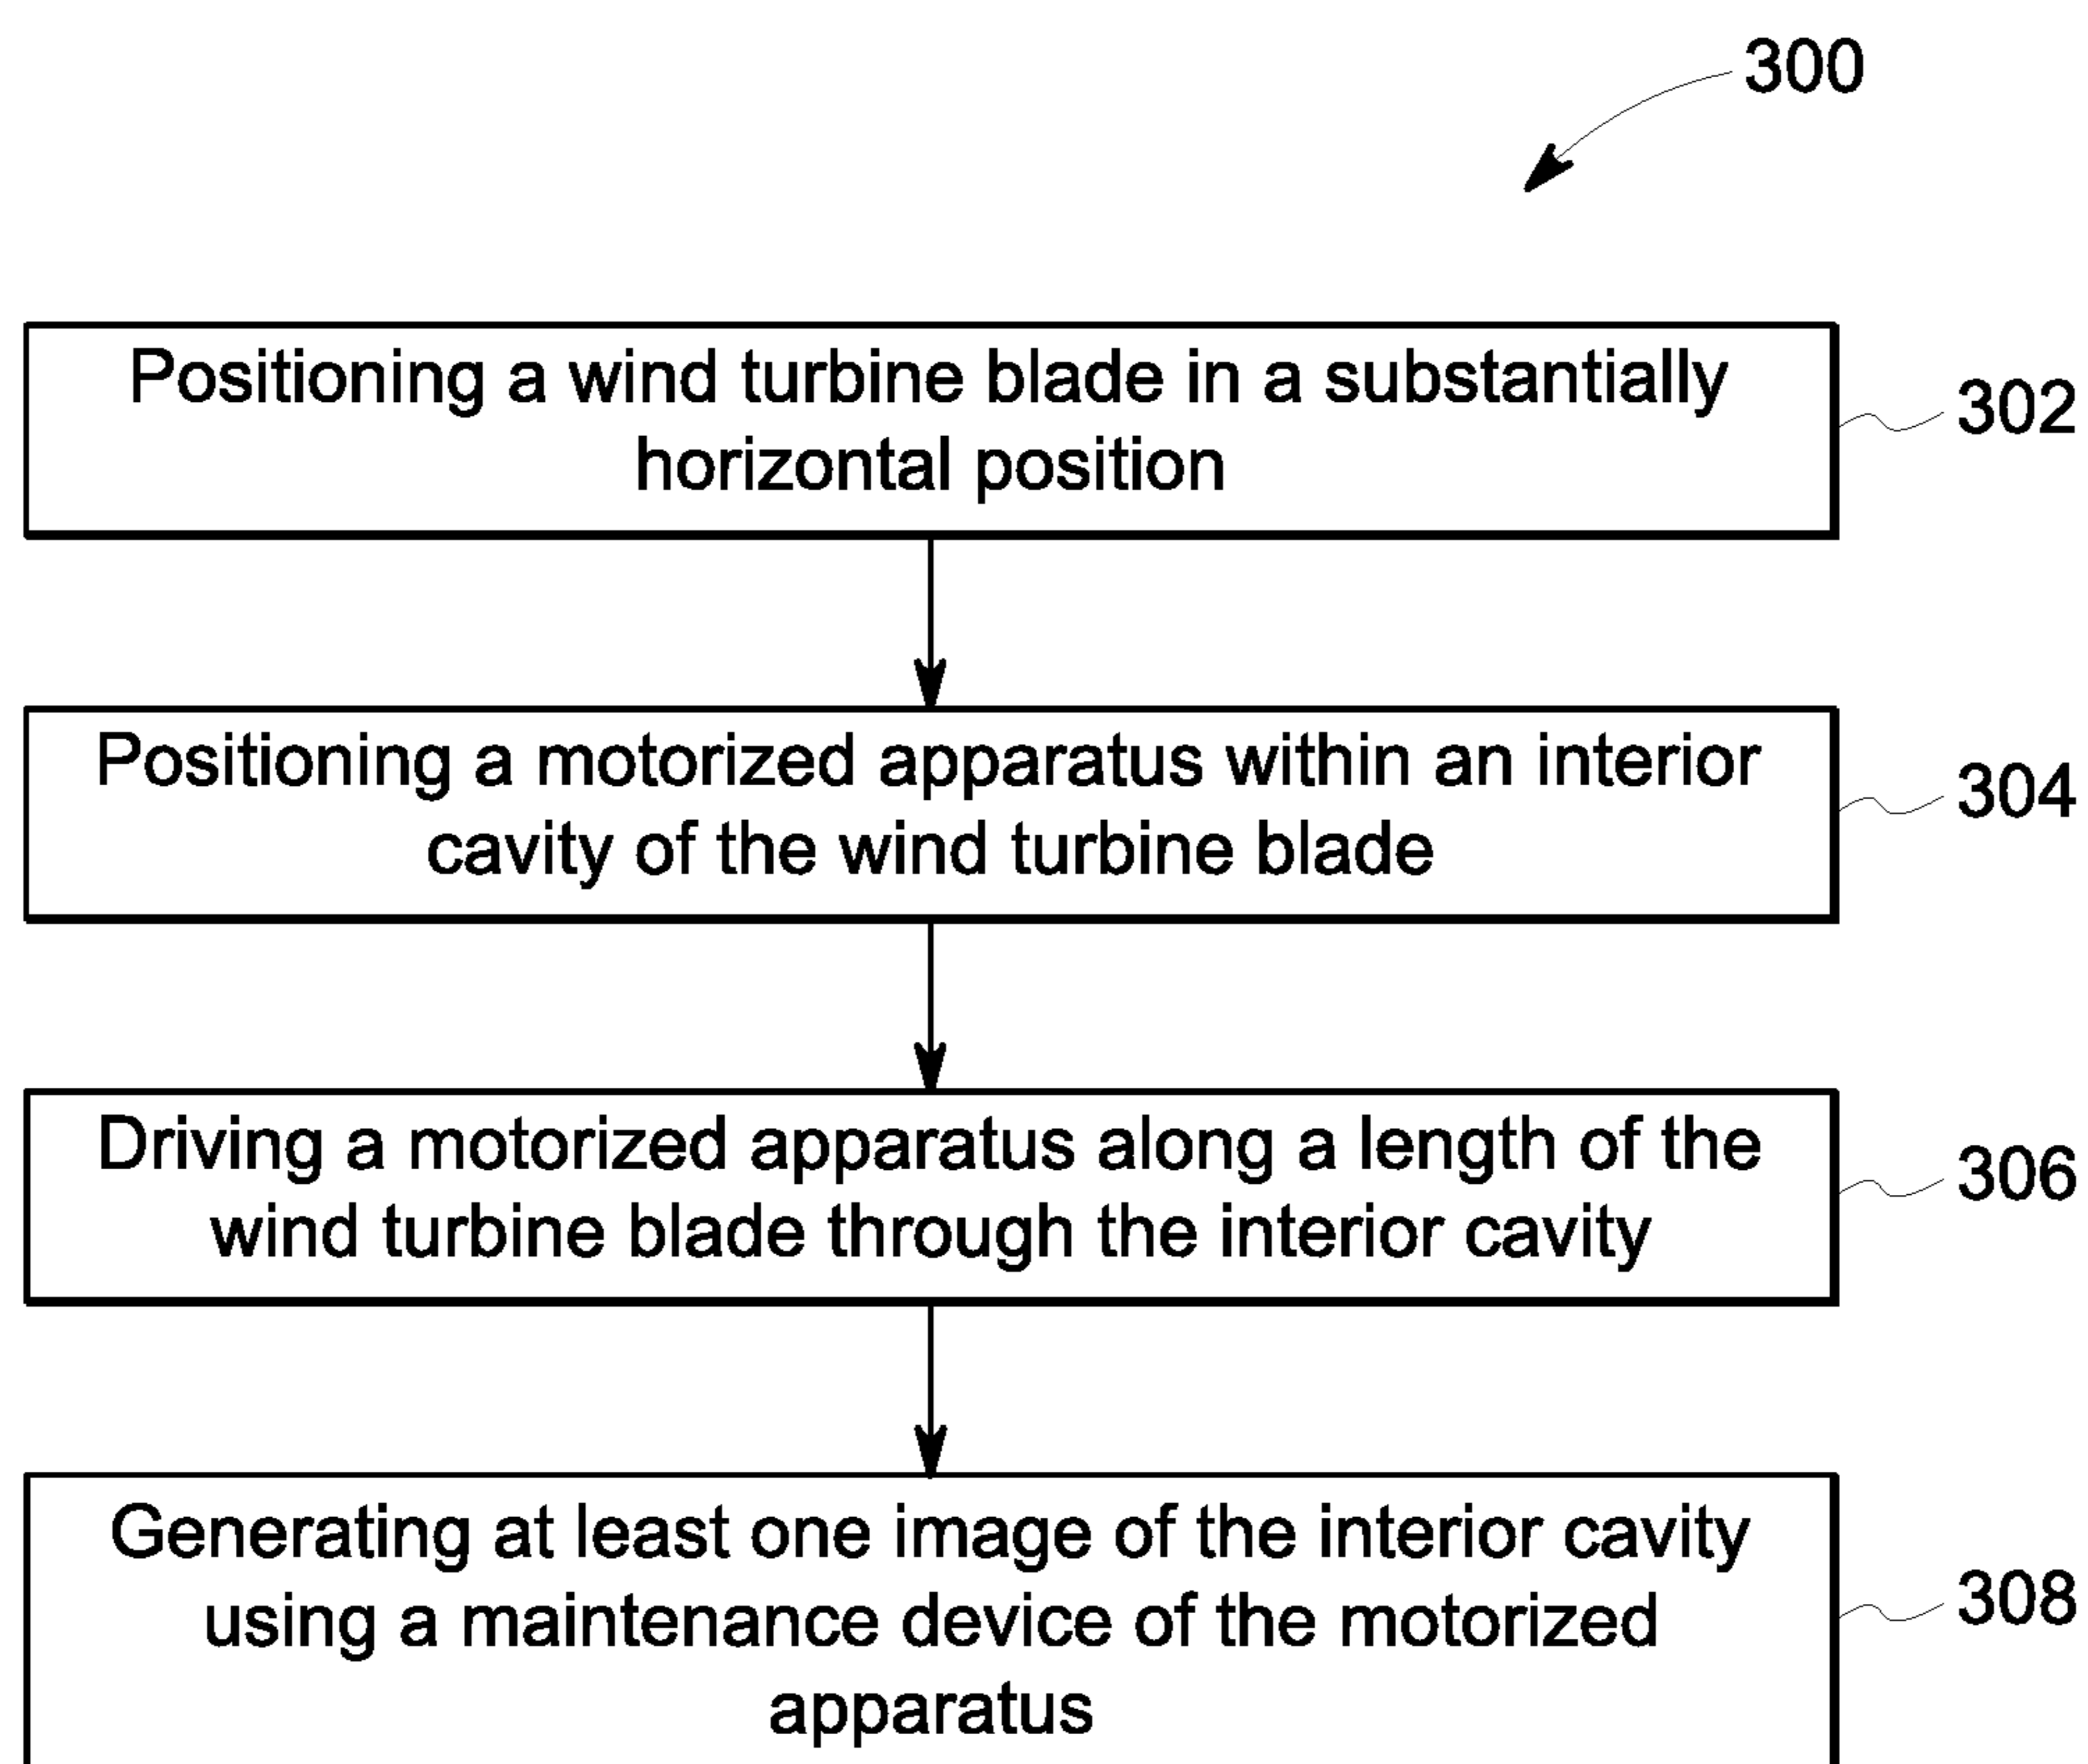 300
Positioning a wind turbine blade in a substantially
horizontal position
302
Positioning a motorized apparatus within an interior
cavity of the wind turbine blade
304
Driving a motorized apparatus along a length of the
wind turbine blade through the interior cavity
306
Generating at least one image of the interior cavity
using a maintenance device of the motorized
apparatus
308